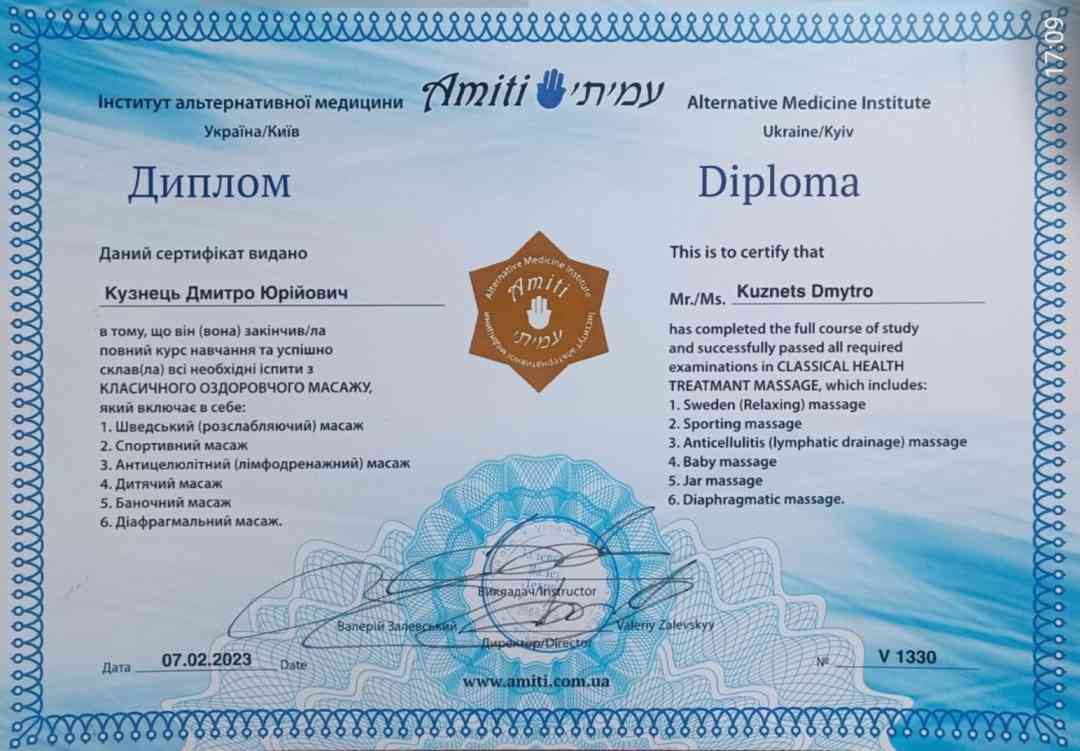 17:09
Amiti עמיתי
Інститут альтернативної медицини
Україна/Київ
Диплом
Даний сертифікат видано
Кузнець Дмитро Юрійович
в тому, що він (вона) закінчив/ла
повний курс навчання та успішно
склав(ла) всі необхідні іспити з
КЛАСИЧНОГО ОЗДОРОВЧОГО МАСАЖУ,
який включає в себе:
1. Шведський (розслабляючий) масаж
2. Спортивний масаж
3. Антицелюлітний (лімфодренажний) масаж
4. Дитячий масаж
5. Баночний масаж
6. Діафрагмальний масаж.
Alternative Medicine Institute
Ukraine/Kyiv
Diploma
This is to certify that
Mr./Ms. Kuznets Dmytro
has completed the full course of study
and successfully passed all required
examinations in CLASSICAL HEALTH
TREATMANT MASSAGE, which includes:
1. Sweden (Relaxing) massage
2. Sporting massage
3. Anticellulitis (lymphatic drainage) massage
4. Baby massage
5. Jar massage
6. Diaphragmatic massage.
Alternative Medicine Institute
Amiti
עמיתי
Інститут альтернативної медицини
Викладач/Instructor
Валерій Залевський Valeriy Zalevskyy
Директор/Director
Дата 07.02.2023 Date
№ V 1330
www.amiti.com.ua